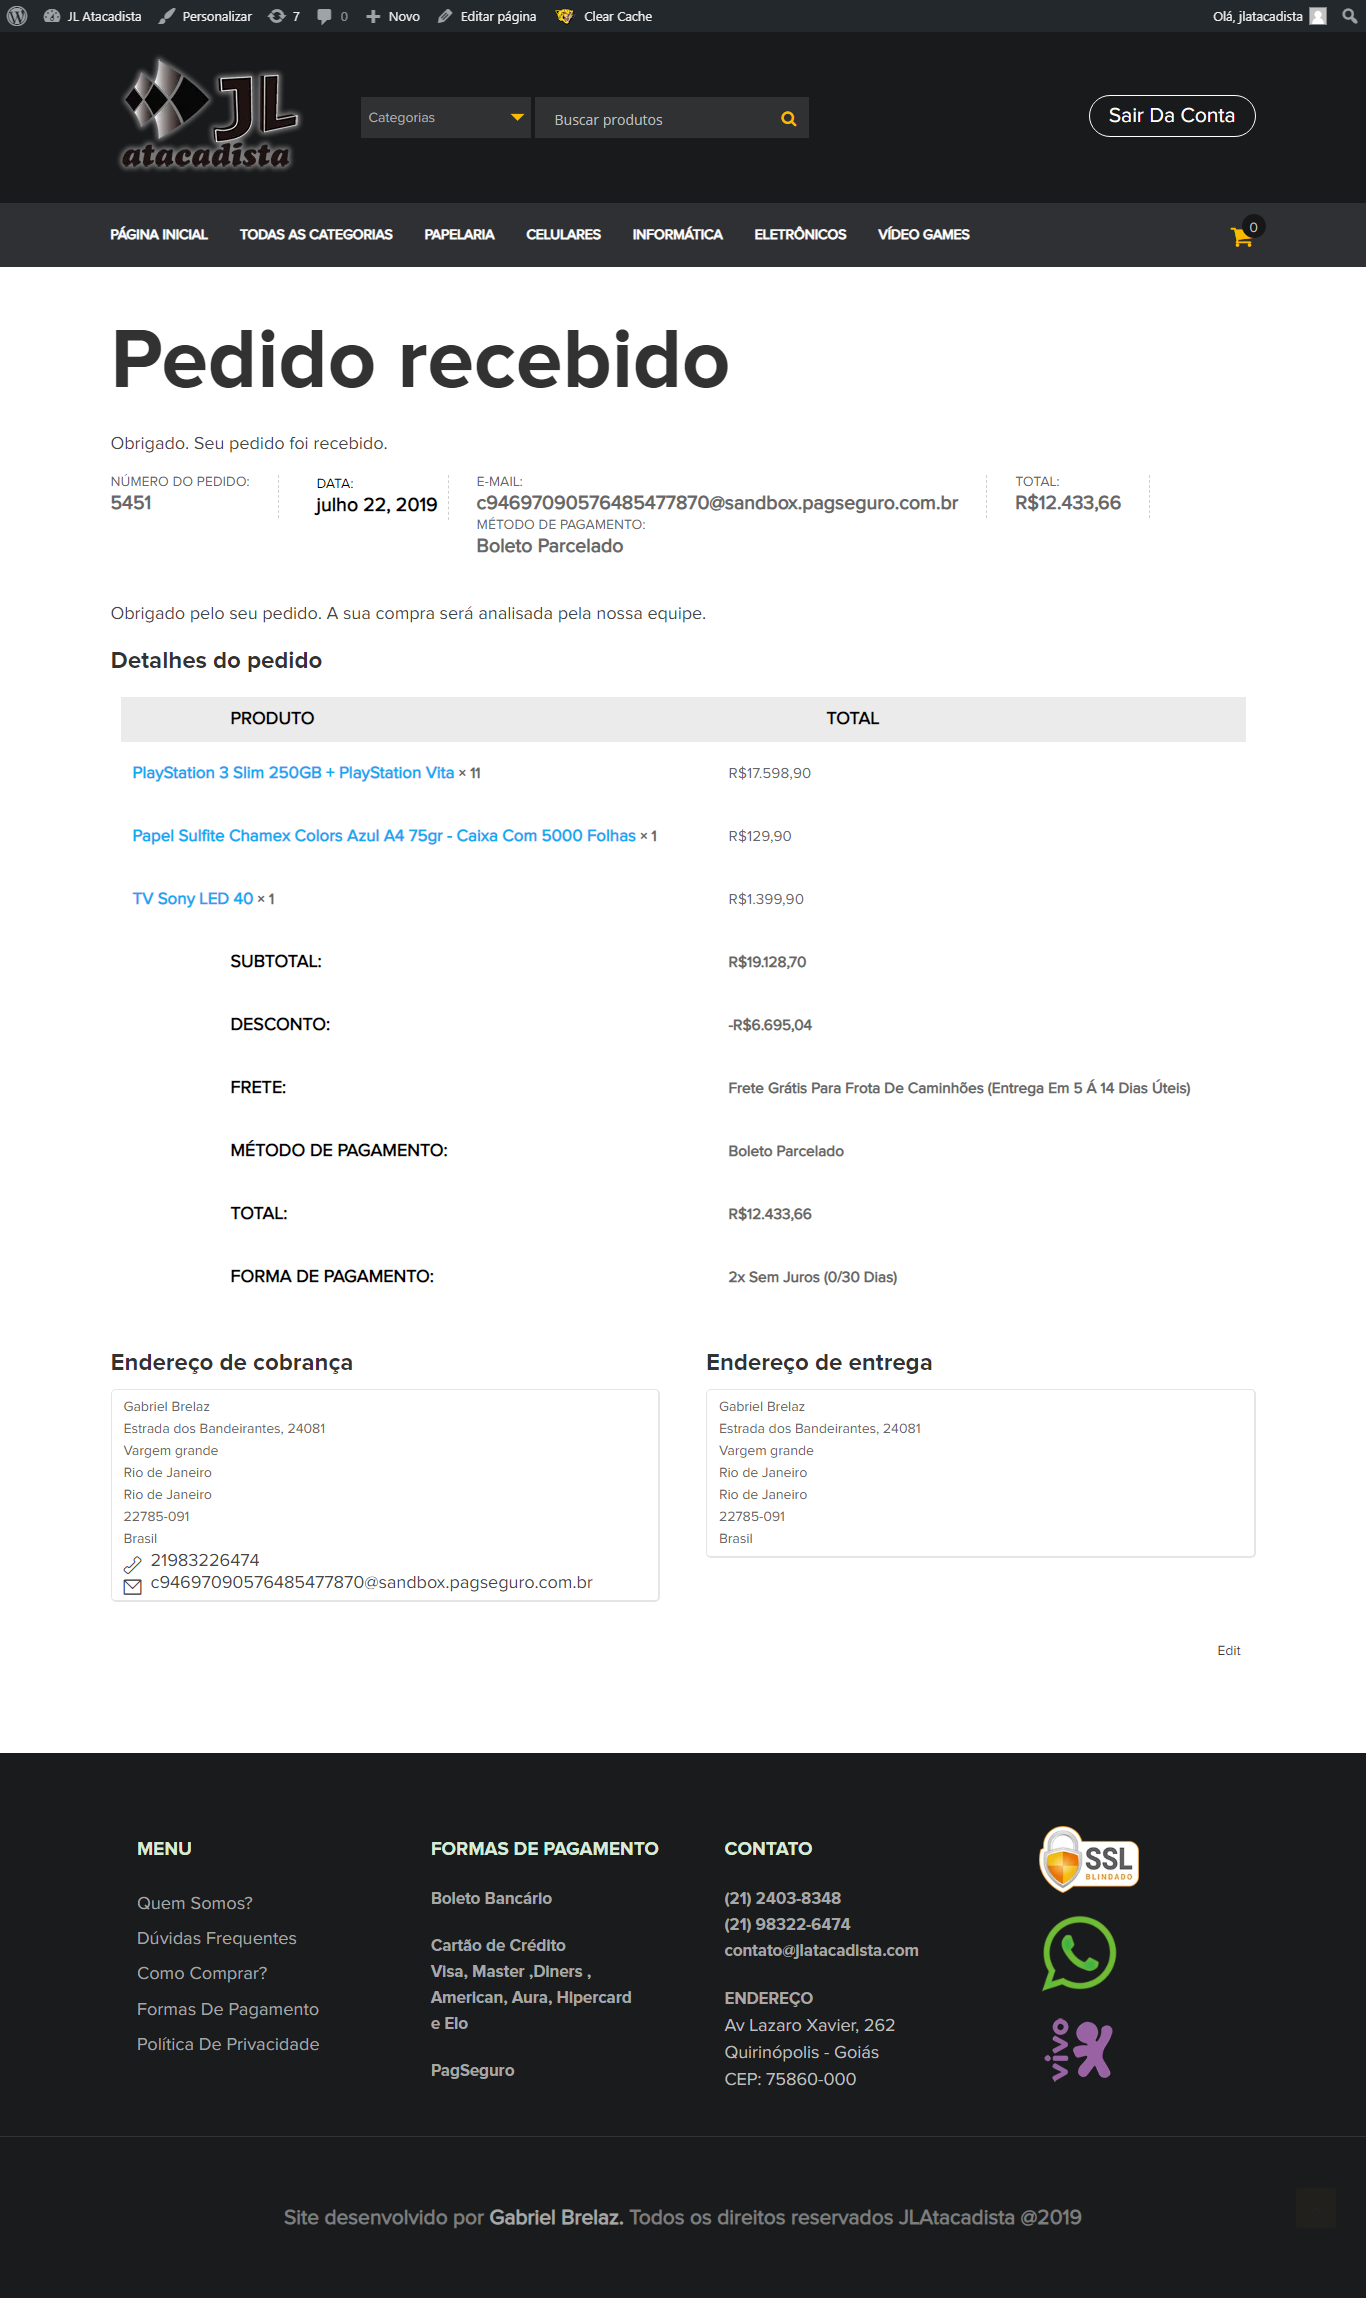 JL Atacadista Personalizar 7 0 Novo Editar página Clear Cache Olá, jlatacadista
JL
atacadista
Categorias
Buscar produtos
Sair Da Conta
PÁGINA INICIAL TODAS AS CATEGORIAS PAPELARIA CELULARES INFORMÁTICA ELETRÔNICOS VÍDEO GAMES 0
Pedido recebido
Obrigado. Seu pedido foi recebido.
NÚMERO DO PEDIDO:
5451
DATA:
julho 22, 2019
E-MAIL:
c94697090576485477870@sandbox.pagseguro.com.br
TOTAL:
R$12.433,66
MÉTODO DE PAGAMENTO:
Boleto Parcelado
Obrigado pelo seu pedido. A sua compra será analisada pela nossa equipe.
Detalhes do pedido
PRODUTO TOTAL
PlayStation 3 Slim 250GB + PlayStation Vita × 11 R$17.598,90
Papel Sulfite Chamex Colors Azul A4 75gr - Caixa Com 5000 Folhas × 1 R$129,90
TV Sony LED 40 × 1 R$1.399,90
SUBTOTAL: R$19.128,70
DESCONTO: -R$6.695,04
FRETE: Frete Grátis Para Frota De Caminhões (Entrega Em 5 Á 14 Dias Úteis)
MÉTODO DE PAGAMENTO: Boleto Parcelado
TOTAL: R$12.433,66
FORMA DE PAGAMENTO: 2x Sem Juros (0/30 Dias)
Endereço de cobrança
Gabriel Brelaz
Estrada dos Bandeirantes, 24081
Vargem grande
Rio de Janeiro
Rio de Janeiro
22785-091
Brasil
21983226474
c94697090576485477870@sandbox.pagseguro.com.br
Endereço de entrega
Gabriel Brelaz
Estrada dos Bandeirantes, 24081
Vargem grande
Rio de Janeiro
Rio de Janeiro
22785-091
Brasil
Edit
MENU
Quem Somos?
Dúvidas Frequentes
Como Comprar?
Formas De Pagamento
Política De Privacidade
FORMAS DE PAGAMENTO
Boleto Bancário
Cartão de Crédito
Visa, Master ,Diners ,
American, Aura, Hipercard
e Elo
PagSeguro
CONTATO
(21) 2403-8348
(21) 98322-6474
contato@jlatacadista.com
ENDEREÇO
Av Lazaro Xavier, 262
Quirinópolis - Goiás
CEP: 75860-000
SSL
BLINDADO
vivo
Site desenvolvido por Gabriel Brelaz. Todos os direitos reservados JLAtacadista @2019